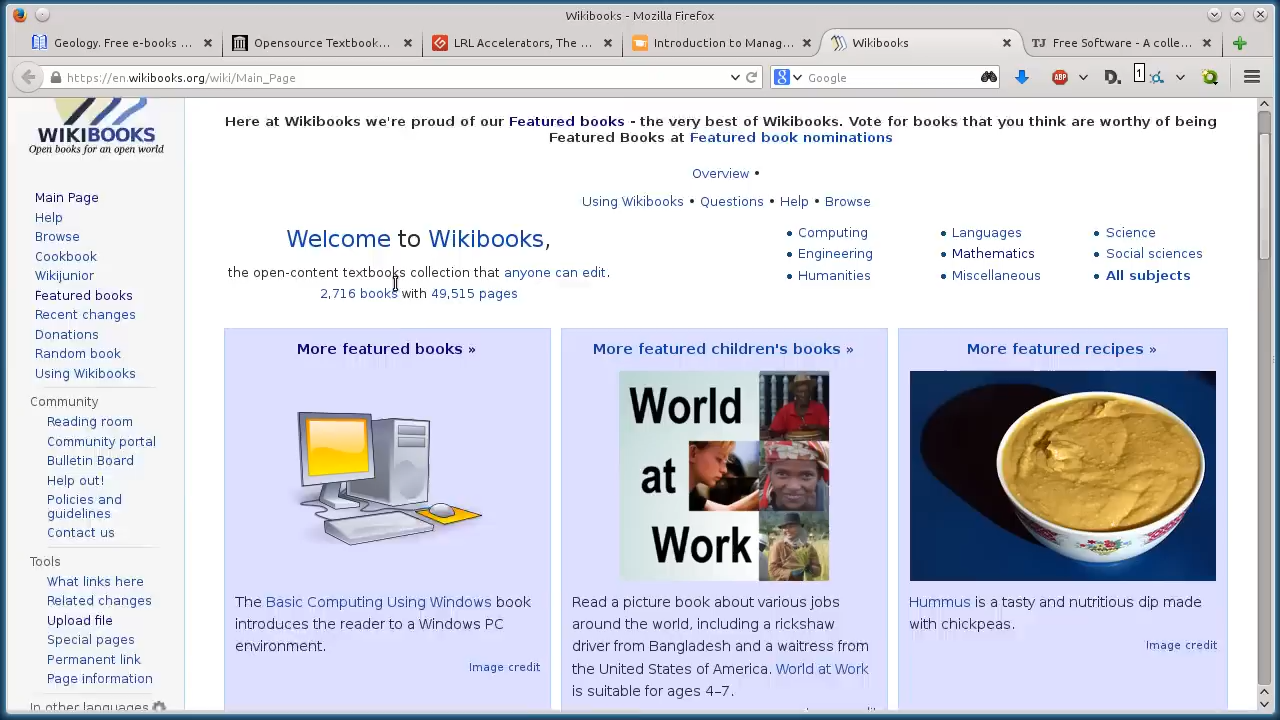 Wikibooks - Mozilla Firefox
Geology. Free e-books ...
Opensource Textbook...
LRL Accelerators, The ...
Introduction to Manag...
Wikibooks
TJ Free Software - A colle...
https://en.wikibooks.org/wiki/Main_Page
Google
ABP
D.
1
WIKIBOOKS
Open books for an open world
Main Page
Help
Browse
Cookbook
Wikijunior
Featured books
Recent changes
Donations
Random book
Using Wikibooks
Community
Reading room
Community portal
Bulletin Board
Help out!
Policies and
guidelines
Contact us
Tools
What links here
Related changes
Upload file
Special pages
Permanent link
Page information
In other languages
Here at Wikibooks we're proud of our Featured books - the very best of Wikibooks. Vote for books that you think are worthy of being
Featured Books at Featured book nominations
Overview •
Using Wikibooks • Questions • Help • Browse
Welcome to Wikibooks,
the open-content textbooks collection that anyone can edit.
2,716 books with 49,515 pages
• Computing
• Engineering
• Humanities
• Languages
• Mathematics
• Miscellaneous
• Science
• Social sciences
• All subjects
More featured books »
The Basic Computing Using Windows book
introduces the reader to a Windows PC
environment.
Image credit
More featured children's books »
World
at
Work
Read a picture book about various jobs
around the world, including a rickshaw
driver from Bangladesh and a waitress from
the United States of America. World at Work
is suitable for ages 4–7.
More featured recipes »
Hummus is a tasty and nutritious dip made
with chickpeas.
Image credit